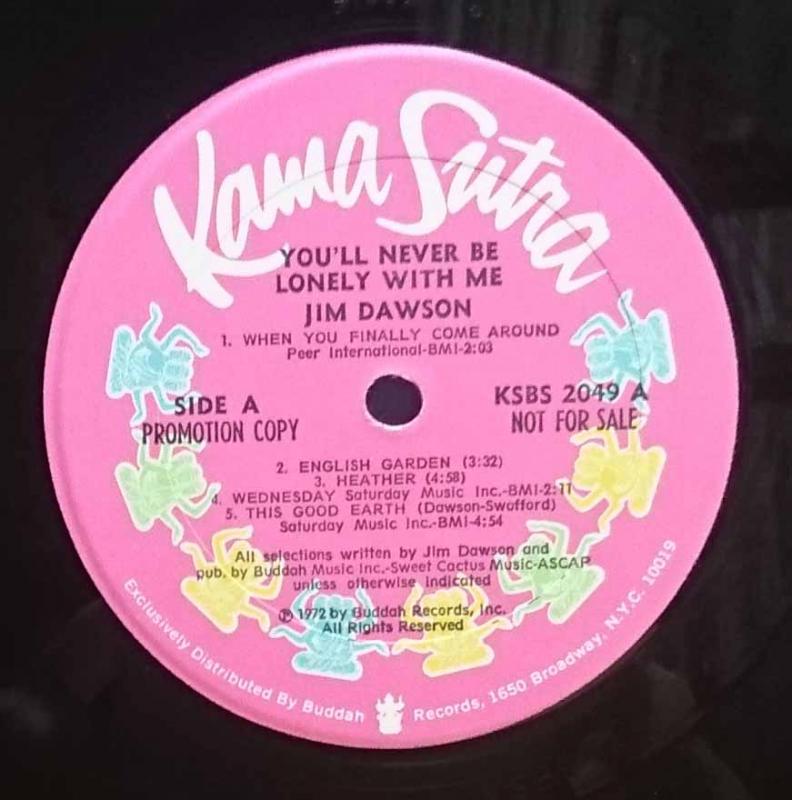 Kama Sutra
YOU'LL NEVER BE
LONELY WITH ME
JIM DAWSON
1. WHEN YOU FINALLY COME AROUND
Peer International-BMI-2:03
SIDE A
PROMOTION COPY
KSBS 2049 A
NOT FOR SALE
2. ENGLISH GARDEN (3:32)
3. HEATHER (4:58)
4. WEDNESDAY Saturday Music Inc.-BMI-2:11
5. THIS GOOD EARTH (Dawson-Swofford)
Saturday Music Inc.-BMI-4:54
All selections written by Jim Dawson and
pub. by Buddah Music Inc.-Sweet Cactus Music-ASCAP
unless otherwise indicated
℗ 1972 by Buddah Records, Inc.
All Rights Reserved
Exclusively Distributed By Buddah Records, 1650 Broadway, N.Y.C. 10019